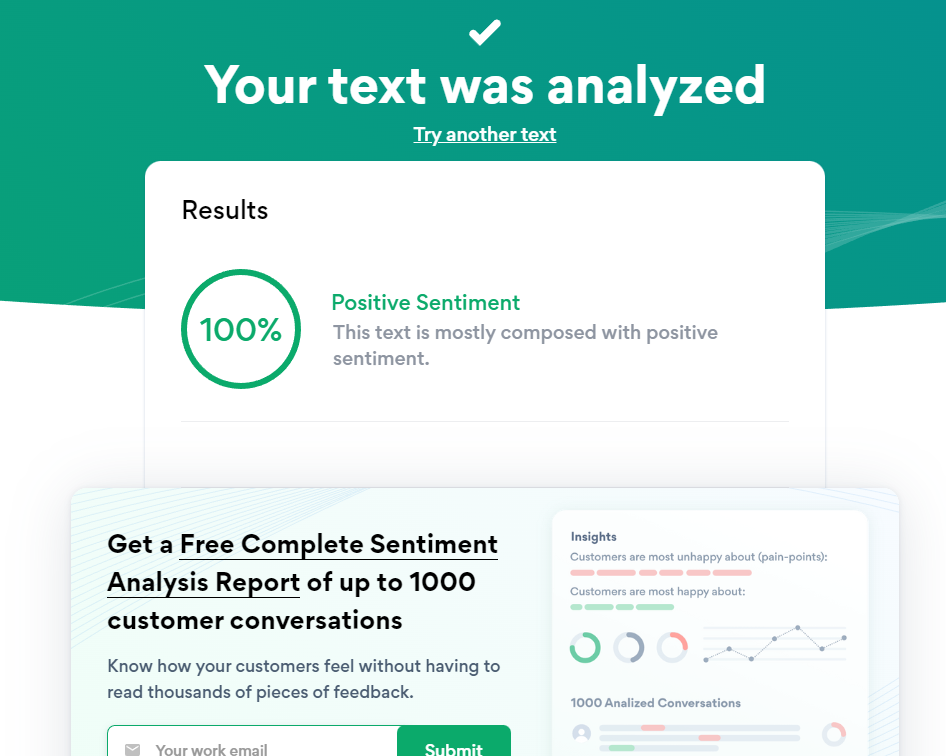 Your text was analyzed
Try another text
Results
100%
Positive Sentiment
This text is mostly composed with positive
sentiment.
Get a Free Complete Sentiment
Analysis Report of up to 1000
customer conversations
Know how your customers feel without having to
read thousands of pieces of feedback.
Your work email
Submit
Insights
Customers are most unhappy about (pain-points):
Customers are most happy about:
1000 Analized Conversations